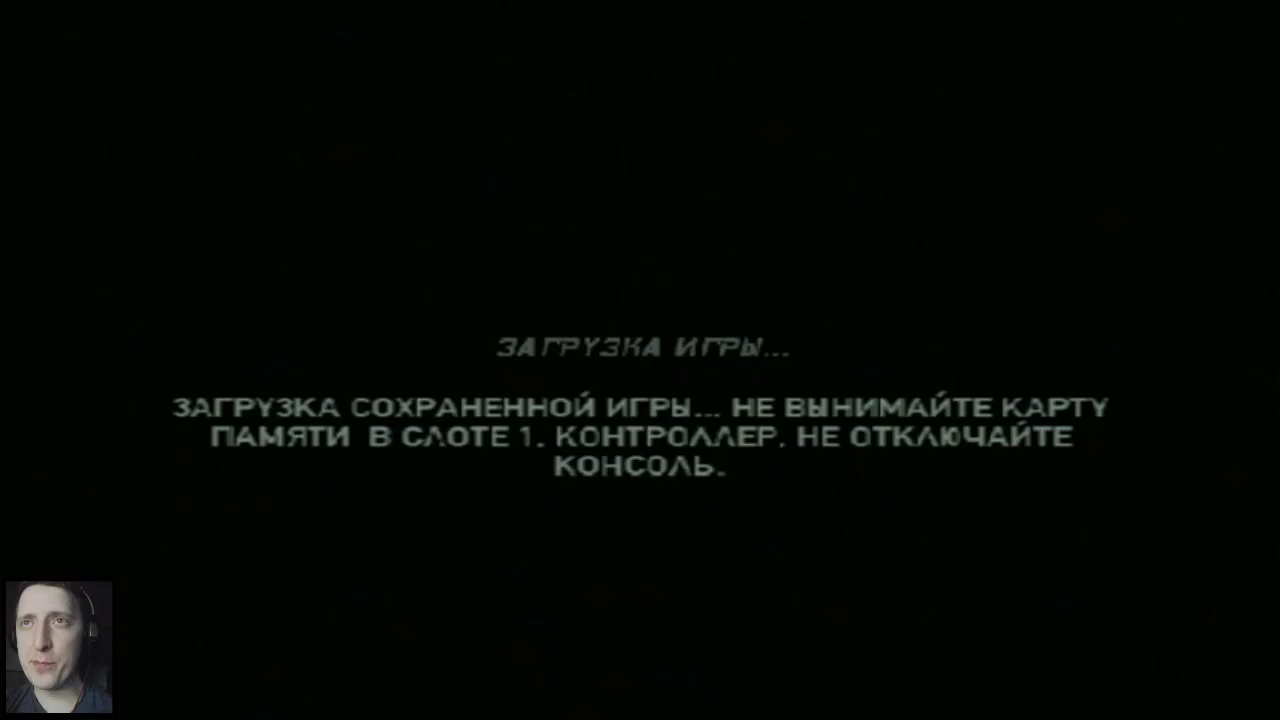 ЗАГРУЗКА ИГРЫ...
ЗАГРУЗКА СОХРАНЕННОЙ ИГРЫ... НЕ ВЫНИМАЙТЕ КАРТУ
ПАМЯТИ В СЛОТЕ 1. КОНТРОЛЛЕР. НЕ ОТКЛЮЧАЙТЕ
КОНСОЛЬ.